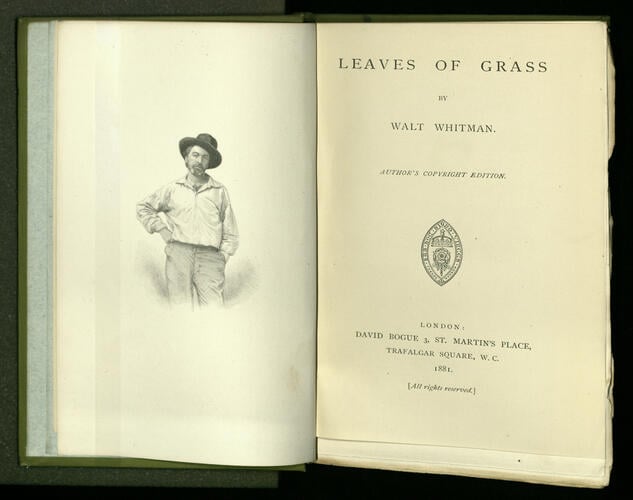 LEAVES OF GRASS
BY
WALT WHITMAN.
AUTHOR'S COPYRIGHT EDITION.
LONDON:
DAVID BOGUE 3, ST. MARTIN'S PLACE,
TRAFALGAR SQUARE, W. C.
1881.
[All rights reserved.]